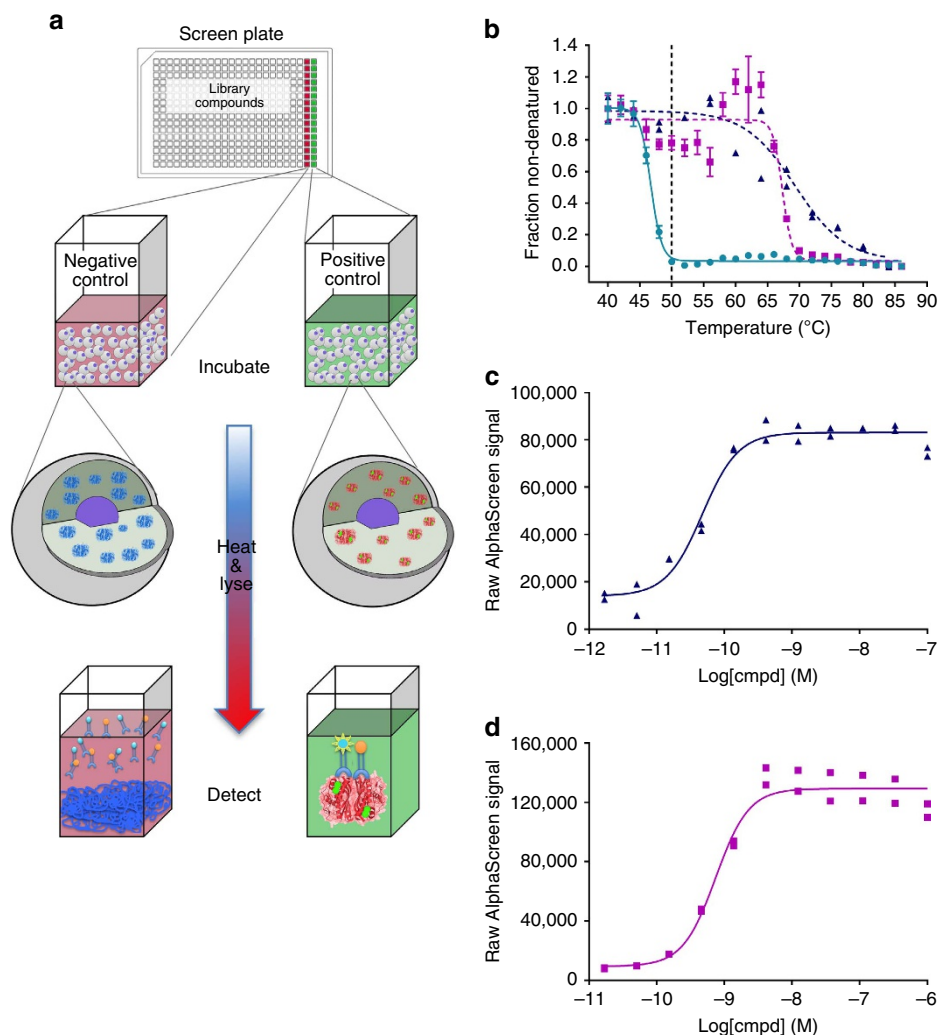 a
Screen plate
Library
compounds
Negative
control
Positive
control
Incubate
Heat
&
lyse
Detect
b
Fraction non-denatured
1.4
1.2
1.0
0.8
0.6
0.4
0.2
0.0
40 45 50 55 60 65 70 75 80 85 90
Temperature (°C)
c
Raw AlphaScreen signal
100,000
80,000
60,000
40,000
20,000
0
–12 –11 –10 –9 –8 –7
Log[cmpd] (M)
d
Raw AlphaScreen signal
160,000
120,000
80,000
40,000
0
–11 –10 –9 –8 –7 –6
Log[cmpd] (M)